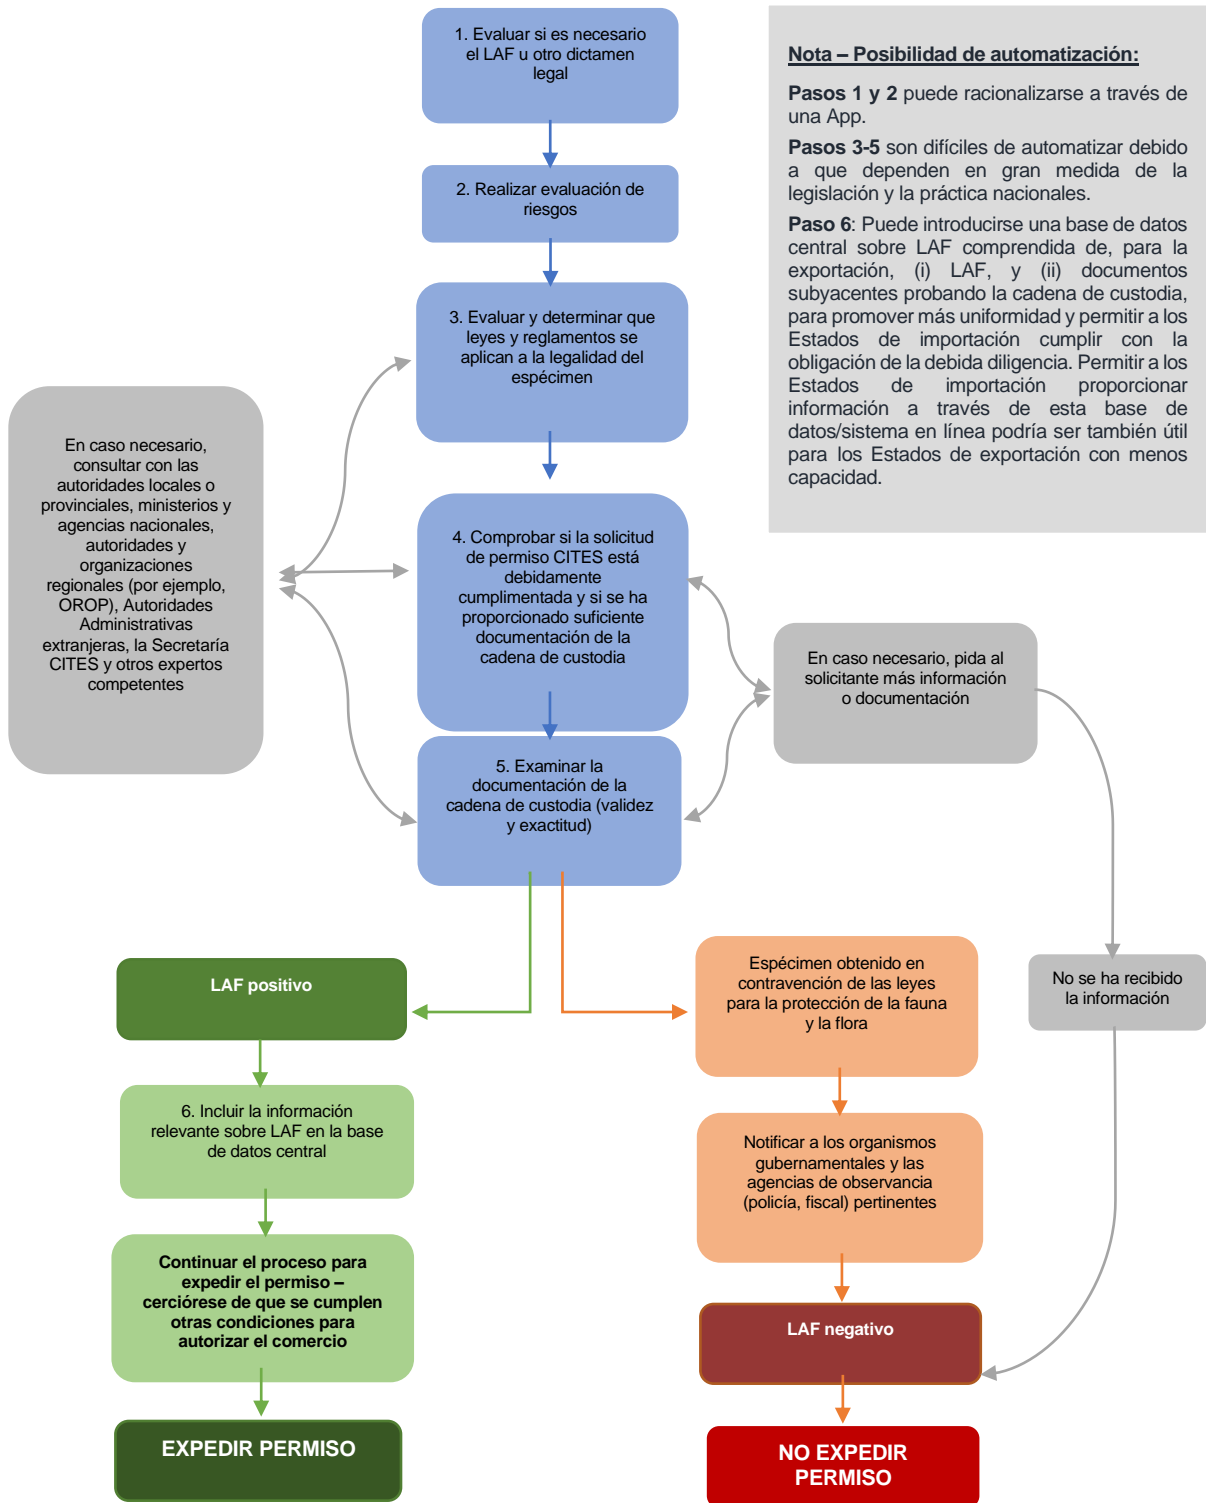 1. Evaluar si es necesario
el LAF u otro dictamen
legal
Nota – Posibilidad de automatización:
Pasos 1 y 2 puede racionalizarse a través de
una App.
Pasos 3-5 son difíciles de automatizar debido
a que dependen en gran medida de la
legislación y la práctica nacionales.
Paso 6: Puede introducirse una base de datos
central sobre LAF comprendida de, para la
exportación, (i) LAF, y (ii) documentos
subyacentes probando la cadena de custodia,
para promover más uniformidad y permitir a los
Estados de importación cumplir con la
obligación de la debida diligencia. Permitir a los
Estados de importación proporcionar
información a través de esta base de
datos/sistema en línea podría ser también útil
para los Estados de exportación con menos
capacidad.
2. Realizar evaluación de
riesgos
3. Evaluar y determinar que
leyes y reglamentos se
aplican a la legalidad del
espécimen
En caso necesario,
consultar con las
autoridades locales o
provinciales, ministerios y
agencias nacionales,
autoridades y
organizaciones
regionales (por ejemplo,
OROP), Autoridades
Administrativas
extranjeras, la Secretaría
CITES y otros expertos
competentes
4. Comprobar si la solicitud
de permiso CITES está
debidamente
cumplimentada y si se ha
proporcionado suficiente
documentación de la
cadena de custodia
En caso necesario, pida al
solicitante más información
o documentación
5. Examinar la
documentación de la
cadena de custodia (validez
y exactitud)
LAF positivo
Espécimen obtenido en
contravención de las leyes
para la protección de la fauna
y la flora
No se ha recibido
la información
6. Incluir la información
relevante sobre LAF en la base
de datos central
Notificar a los organismos
gubernamentales y las
agencias de observancia
(policía, fiscal) pertinentes
Continuar el proceso para
expedir el permiso –
cerciórese de que se cumplen
otras condiciones para
autorizar el comercio
LAF negativo
EXPEDIR PERMISO
NO EXPEDIR
PERMISO